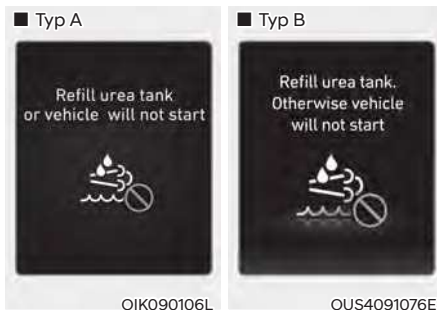 ■ Typ A
Refill urea tank
or vehicle will not start
OIK090106L
■ Typ B
Refill urea tank.
Otherwise vehicle
will not start
OUS4091076E